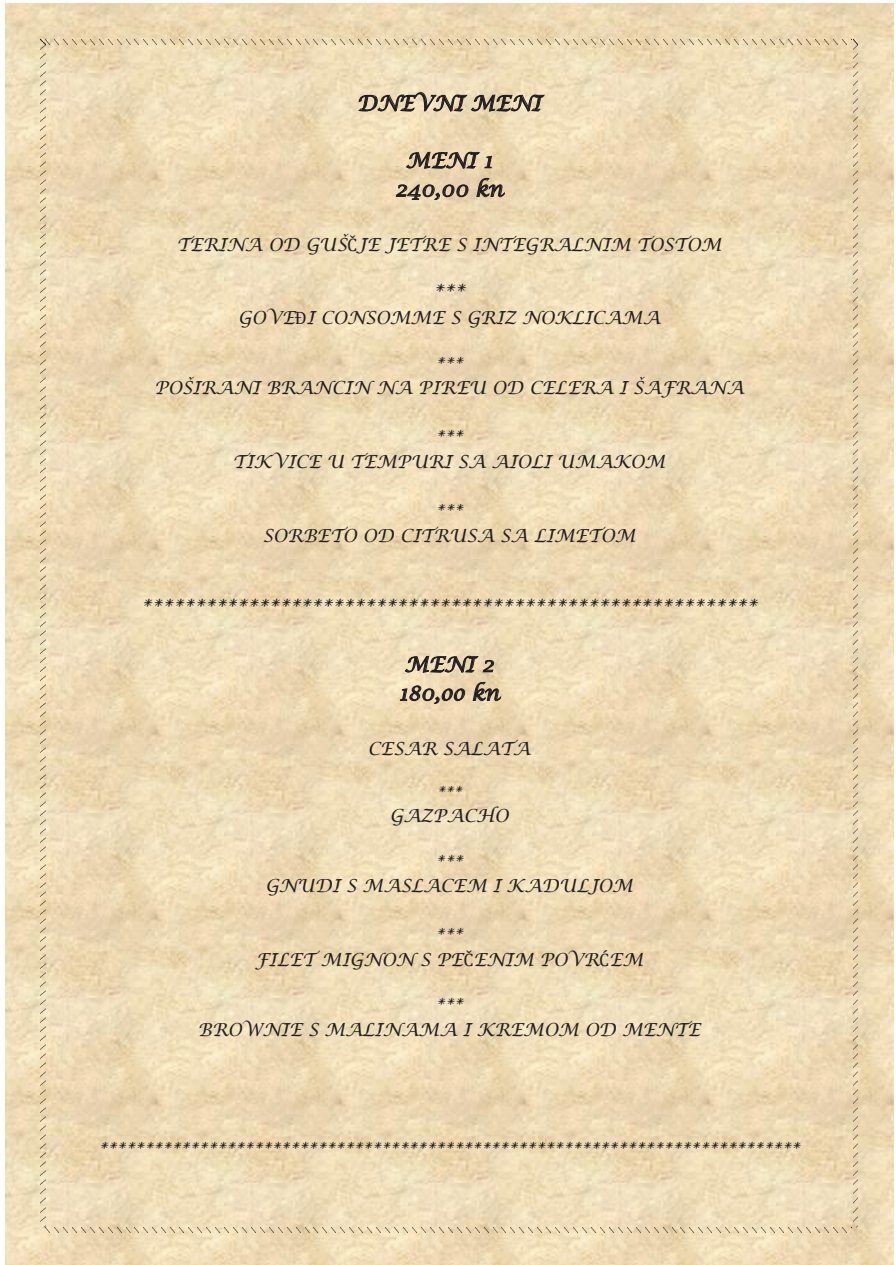 DNEVNI MENI
MENI 1
240,00 kn
TERINA OD GUŠČJE JETRE S INTEGRALNIM TOSTOM
***
GOVEĐI CONSOMME S GRIZ NOKLICAMA
***
POŠIRANI BRANCIN NA PIREU OD CELERA I ŠAFRANA
***
TIKVICE U TEMPURI SA AIOLI UMAKOM
***
SORBETO OD CITRUSA SA LIMETOM
**********************************************************
MENI 2
180,00 kn
CESAR SALATA
***
GAZPACHO
***
GNUDI S MASLACEM I KADULJOM
***
FILET MIGNON S PEČENIM POVRĆEM
***
BROWNIE S MALINAMA I KREMOM OD MENTE
******************************************************************************